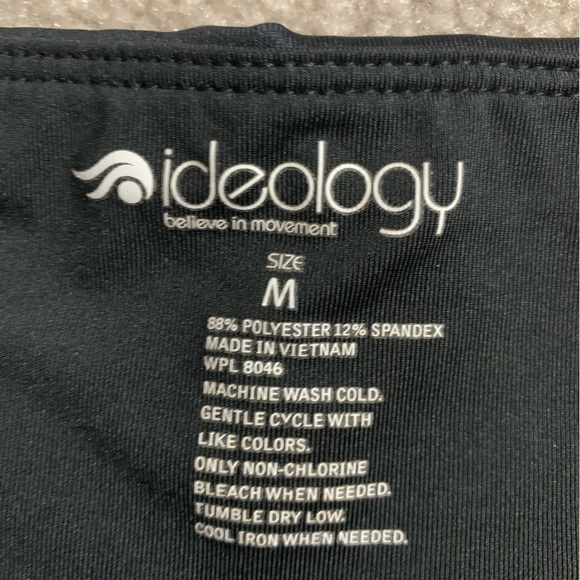 ideology
believe in movement
SIZE
M
88% POLYESTER 12% SPANDEX
MADE IN VIETNAM
WPL 8046
MACHINE WASH COLD.
GENTLE CYCLE WITH
LIKE COLORS.
ONLY NON-CHLORINE
BLEACH WHEN NEEDED.
TUMBLE DRY LOW.
COOL IRON WHEN NEEDED.